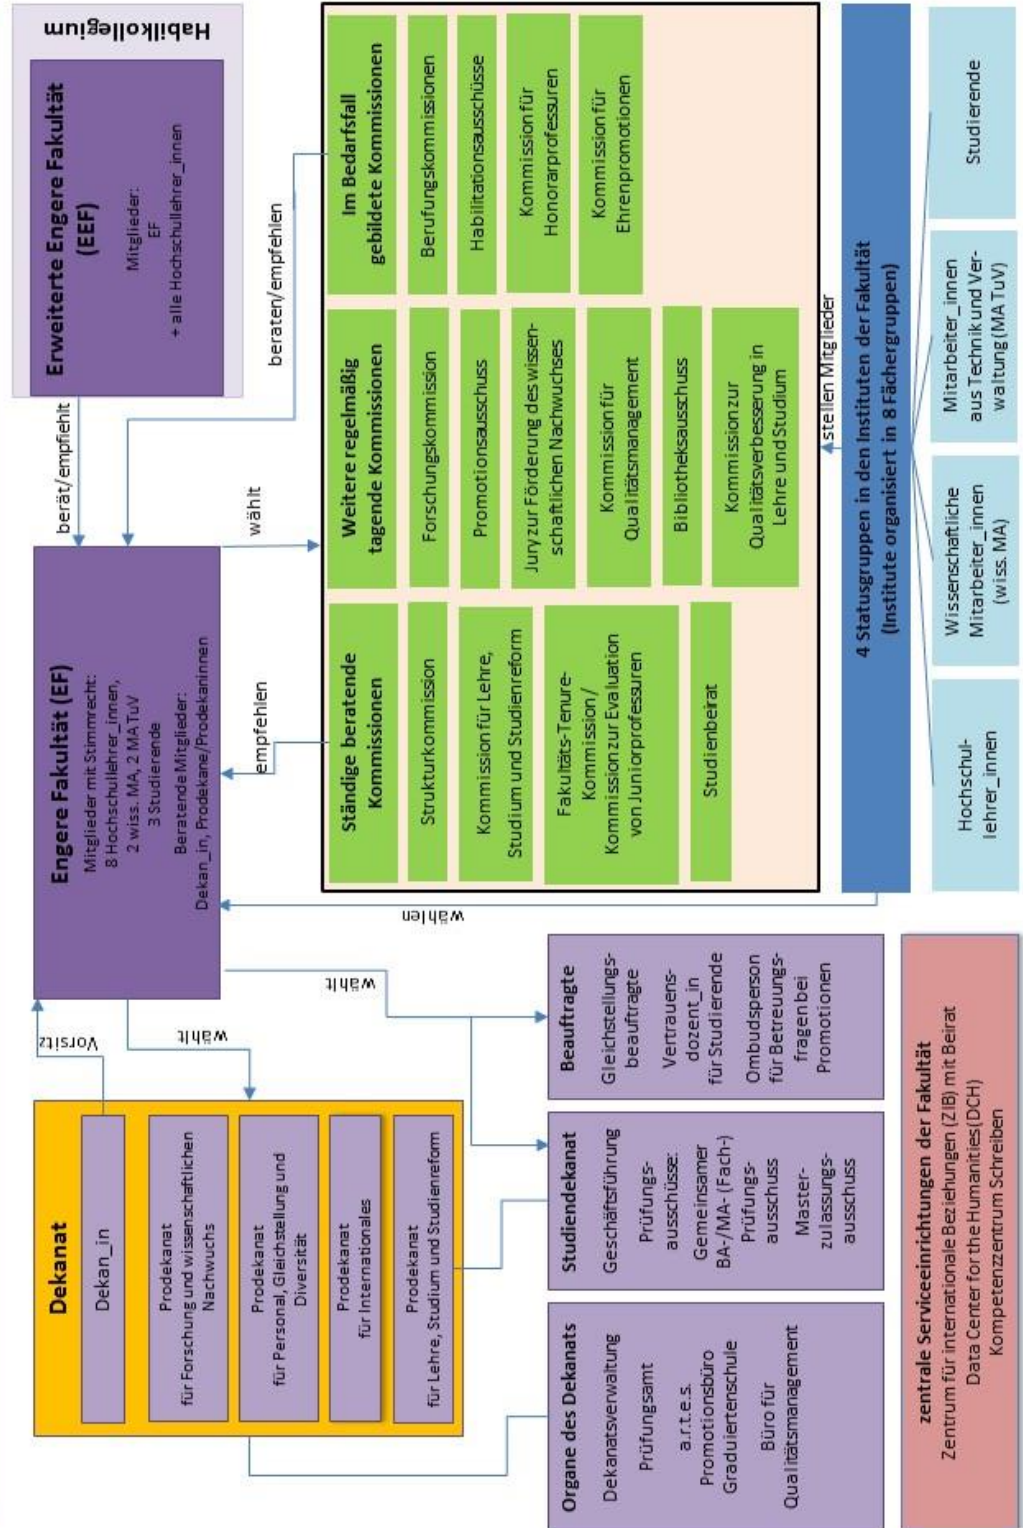 Dekanat
Dekan_in
Prodekanat
für Forschung und wissenschaftlichen
Nachwuchs
Prodekanat
für Personal, Gleichstellung und
Diversität
Prodekanat
für Internationales
Prodekanat
für Lehre, Studium und Studienreform
Vorsitz
wählt
Engere Fakultät (EF)
Mitglieder mit Stimmrecht:
8 Hochschullehrer_innen,
2 wiss. MA, 2 MA TuV
3 Studierende
Beratende Mitglieder:
Dekan_in, Prodekane/Prodekaninnen
berät/empfiehlt
Erweiterte Engere Fakultät
(EEF)
Mitglieder:
EF
+ alle Hochschullehrer_innen
Habilkollegium
wählt
wählen
empfehlen
wählt
beraten/empfehlen
Organe des Dekanats
Dekanatsverwaltung
Prüfungsamt
a.r.t.e.s.
Promotionsbüro
Graduiertenschule
Büro für
Qualitätsmanagement
Studiendekanat
Geschäftsführung
Prüfungs-
ausschüsse:
Gemeinsamer
BA-/MA- (Fach-)
Prüfungs-
ausschuss
Master-
zulassungs-
ausschuss
Beauftragte
Gleichstellungs-
beauftragte
Vertrauens-
dozent_in
für Studierende
Ombudsperson
für Betreuungs-
fragen bei
Promotionen
Ständige beratende
Kommissionen
Strukturkommission
Kommission für Lehre,
Studium und Studienreform
Fakultäts-Tenure-
Kommission/
Kommission zur Evaluation
von Juniorprofessuren
Studienbeirat
Weitere regelmäßig
tagende Kommissionen
Forschungskommission
Promotionsausschuss
Jury zur Förderung des wissen-
schaftlichen Nachwuchses
Kommission für
Qualitätsmanagement
Bibliotheksausschuss
Kommission zur
Qualitätsverbesserung in
Lehre und Studium
Im Bedarfsfall
gebildete Kommissionen
Berufungskommissionen
Habilitationsausschüsse
Kommission für
Honorarprofessuren
Kommission für
Ehrenpromotionen
stellen Mitglieder
4 Statusgruppen in den Instituten der Fakultät
(Institute organisiert in 8 Fächergruppen)
zentrale Serviceeinrichtungen der Fakultät
Zentrum für internationale Beziehungen (ZIB) mit Beirat
Data Center for the Humanities (DCH)
Kompetenzzentrum Schreiben
Hochschul-
lehrer_innen
Wissenschaftliche
Mitarbeiter_innen
(wiss. MA)
Mitarbeiter_innen
aus Technik und Ver-
waltung (MA TuV)
Studierende